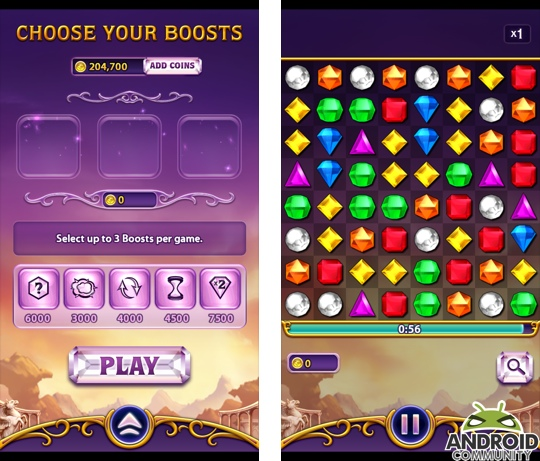 CHOOSE YOUR BOOSTS
204,700 ADD COINS
0
Select up to 3 Boosts per game.
?
x2
6000 3000 4000 4500 7500
PLAY
x1
0:56
0
ANDROID
COMMUNITY